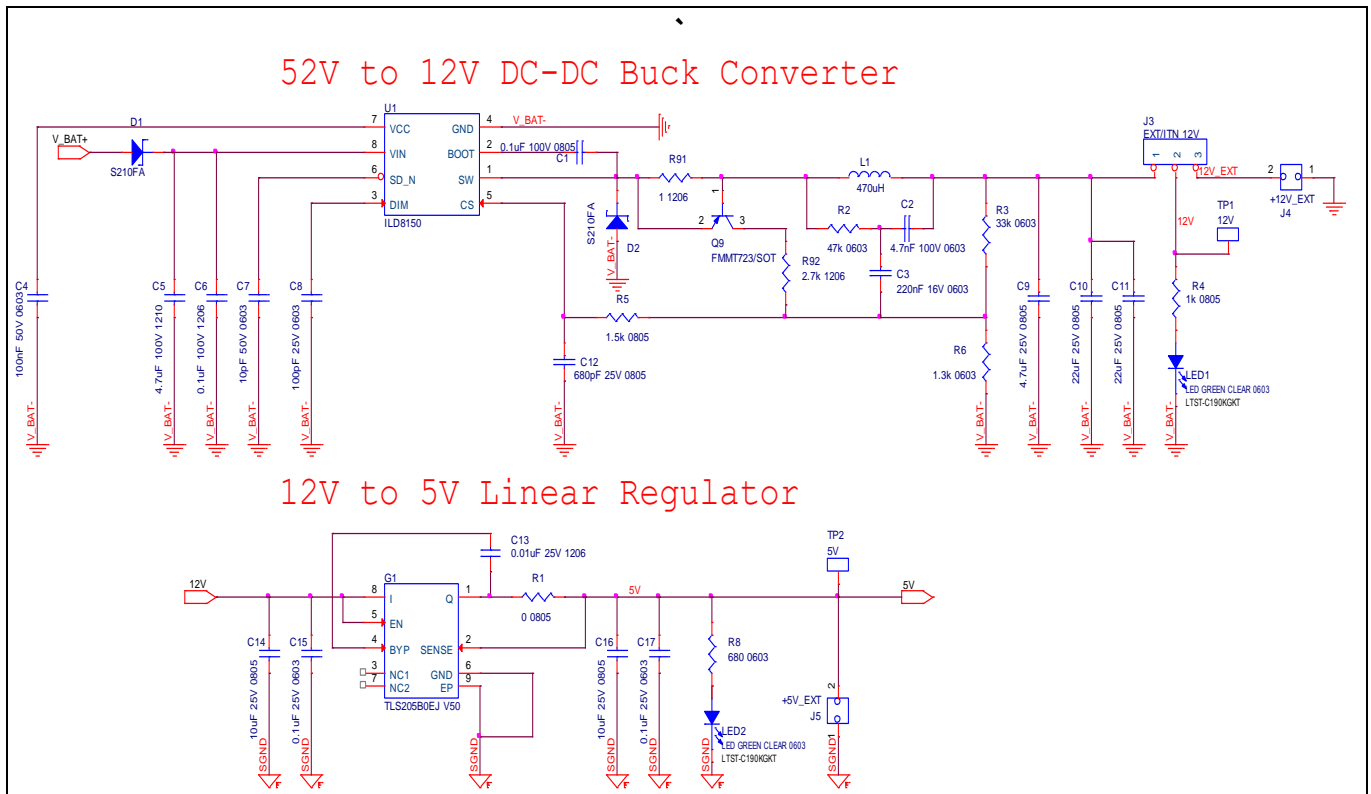 52V to 12V DC-DC Buck Converter
V_BAT+
D1
S210FA
U1
7
VCC
8
VIN
6
SD_N
3
DIM
GND
4
BOOT
2
SW
1
CS
5
ILD8150
V_BAT-
0.1uF 100V 0805
C1
S210FA
D2
V_BAT-
R91
1 1206
1
2
3
Q9
FMMT723/SOT
R92
2.7k 1206
L1
470uH
R2
47k 0603
C2
4.7nF 100V 0603
C3
220nF 16V 0603
R3
33k 0603
R5
1.5k 0805
C12
680pF 25V 0805
R6
1.3k 0603
J3
EXT/ITN 12V
1
2
3
12V_EXT
2
1
+12V_EXT
J4
12V
TP1
12V
R4
1k 0805
LED1
LED GREEN CLEAR 0603
LTST-C190KGKT
C4
100nF 50V 0603
C5
4.7uF 100V 1210
C6
0.1uF 100V 1206
C7
10pF 50V 0603
C8
100pF 25V 0603
C9
4.7uF 25V 0805
C10
22uF 25V 0805
C11
22uF 25V 0805
V_BAT-
V_BAT-
V_BAT-
V_BAT-
V_BAT-
V_BAT-
V_BAT-
V_BAT-
V_BAT-
V_BAT-
V_BAT-
12V to 5V Linear Regulator
12V
C13
0.01uF 25V 1206
G1
8
I
5
EN
4
BYP
3
NC1
7
NC2
Q
1
SENSE
2
GND
6
EP
9
TLS205B0EJ V50
R1
0 0805
5V
TP2
5V
5V
C14
10uF 25V 0805
C15
0.1uF 25V 0603
C16
10uF 25V 0805
C17
0.1uF 25V 0603
R8
680 0603
LED2
LED GREEN CLEAR 0603
LTST-C190KGKT
2
+5V_EXT
J5
1
SGND
SGND
SGND
SGND
SGND
SGND
SGND